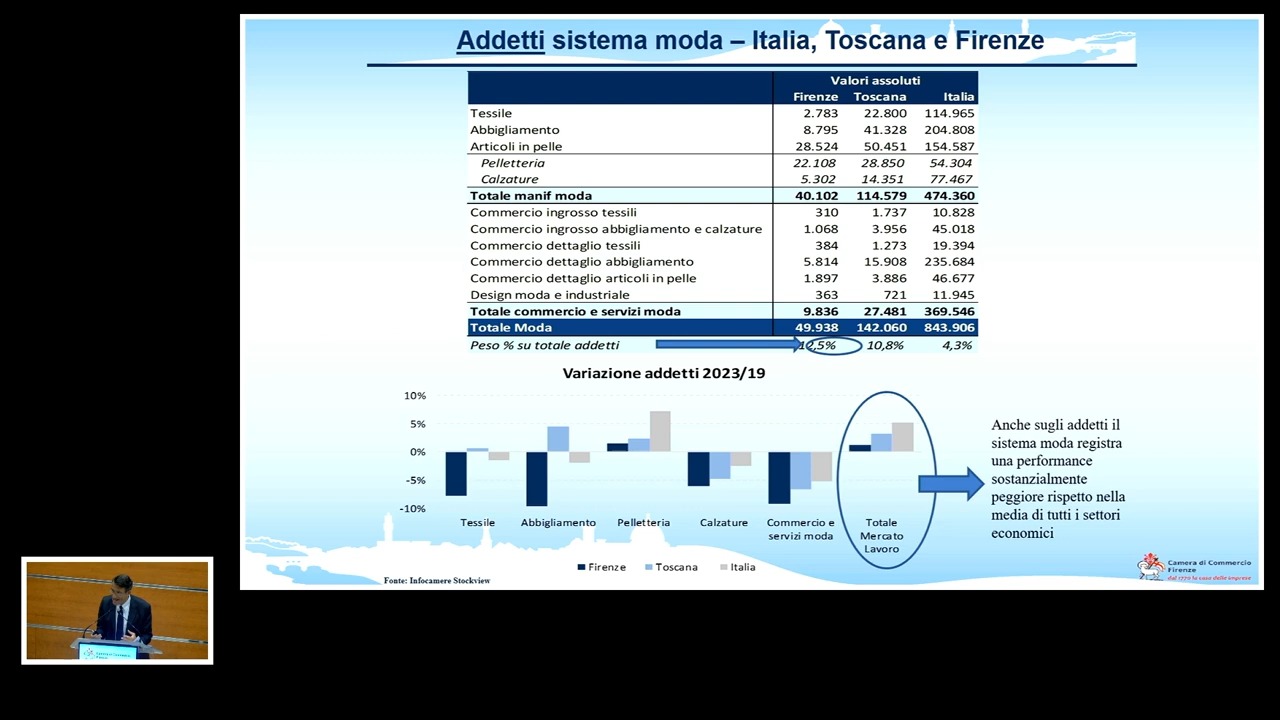 Addetti sistema moda – Italia, Toscana e Firenze
Valori assoluti
Firenze Toscana Italia
Tessile 2.783 22.800 114.965
Abbigliamento 8.795 41.328 204.808
Articoli in pelle 28.524 50.451 154.587
Pelletteria 22.108 28.850 54.304
Calzature 5.302 14.351 77.467
Totale manif moda 40.102 114.579 474.360
Commercio ingrosso tessili 310 1.737 10.828
Commercio ingrosso abbigliamento e calzature 1.068 3.956 45.018
Commercio dettaglio tessili 384 1.273 19.394
Commercio dettaglio abbigliamento 5.814 15.908 235.684
Commercio dettaglio articoli in pelle 1.897 3.886 46.677
Design moda e industriale 363 721 11.945
Totale commercio e servizi moda 9.836 27.481 369.546
Totale Moda 49.938 142.060 843.906
Peso % su totale addetti 12,5% 10,8% 4,3%
Variazione addetti 2023/19
10%
5%
0%
-5%
-10%
Tessile
Abbigliamento
Pelletteria
Calzature
Commercio e
servizi moda
Totale
Mercato
Lavoro
Firenze Toscana Italia
Anche sugli addetti il
sistema moda registra
una performance
sostanzialmente
peggiore rispetto nella
media di tutti i settori
economici
Fonte: Infocamere Stockview
Camera di Commercio
Firenze
dal 1770 la casa delle imprese